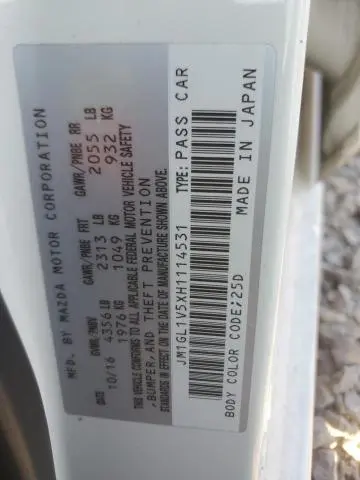 MFD. BY MAZDA MOTOR CORPORATION
DATE GVWR/PNBV GAWR/PNBE FRT GAWR/PNBE RR
10/16 4356 LB 2313 LB 2055 LB
1976 KG 1049 KG 932 KG
THIS VEHICLE CONFORMS TO ALL APPLICABLE FEDERAL MOTOR VEHICLE SAFETY
,BUMPER, AND THEFT PREVENTION
STANDARDS IN EFFECT ON THE DATE OF MANUFACTURE SHOWN ABOVE.
JM1GL1V5XH1114531 TYPE: PASS CAR
BODY COLOR CODE;25D MADE IN JAPAN